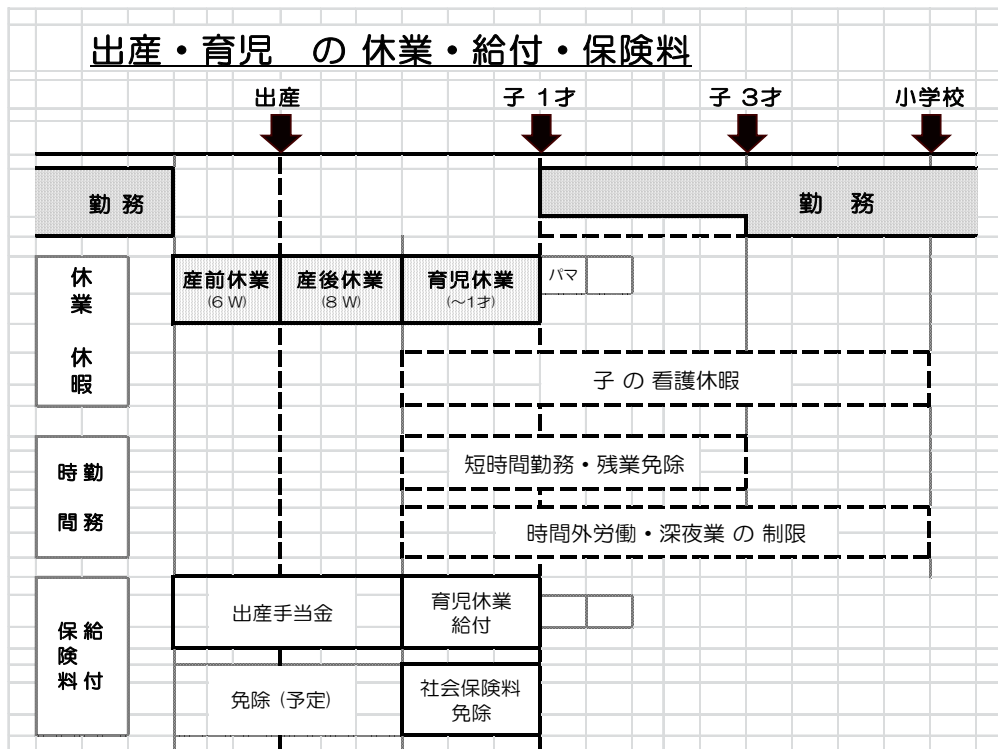 出産・育児 の 休業・給付・保険料
出産 子 1才 子 3才 小学校
勤 務 勤 務
休業 休暇
産前休業 産後休業 育児休業 パマ
(6 W) (8 W) (～1才)
子 の 看護休暇
勤務時間
短時間勤務・残業免除
時間外労働・深夜業 の 制限
給付保険料
出産手当金
育児休業
給付
免除 (予定)
社会保険料
免除